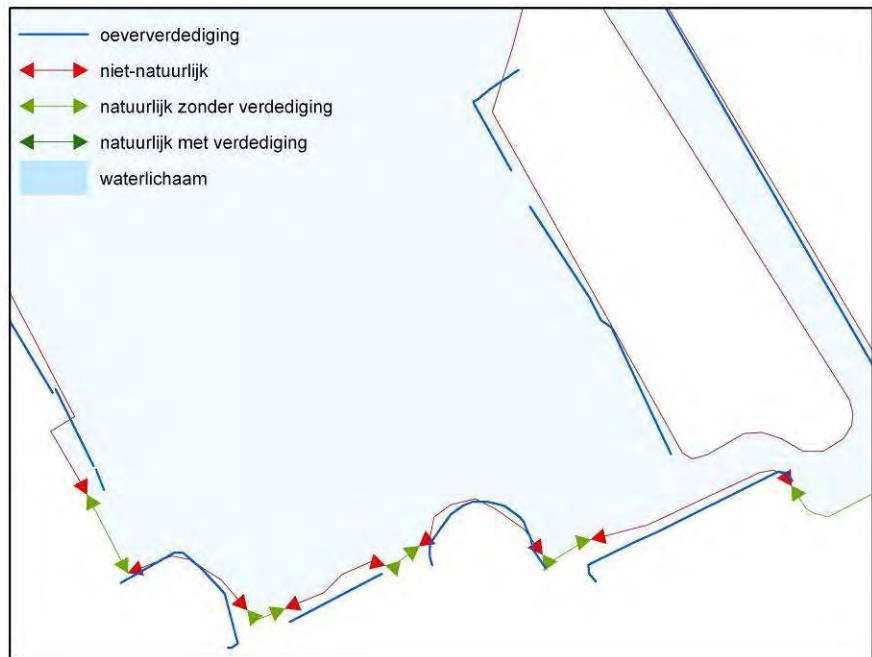 oeververdediging
niet-natuurlijk
natuurlijk zonder verdediging
natuurlijk met verdediging
waterlichaam